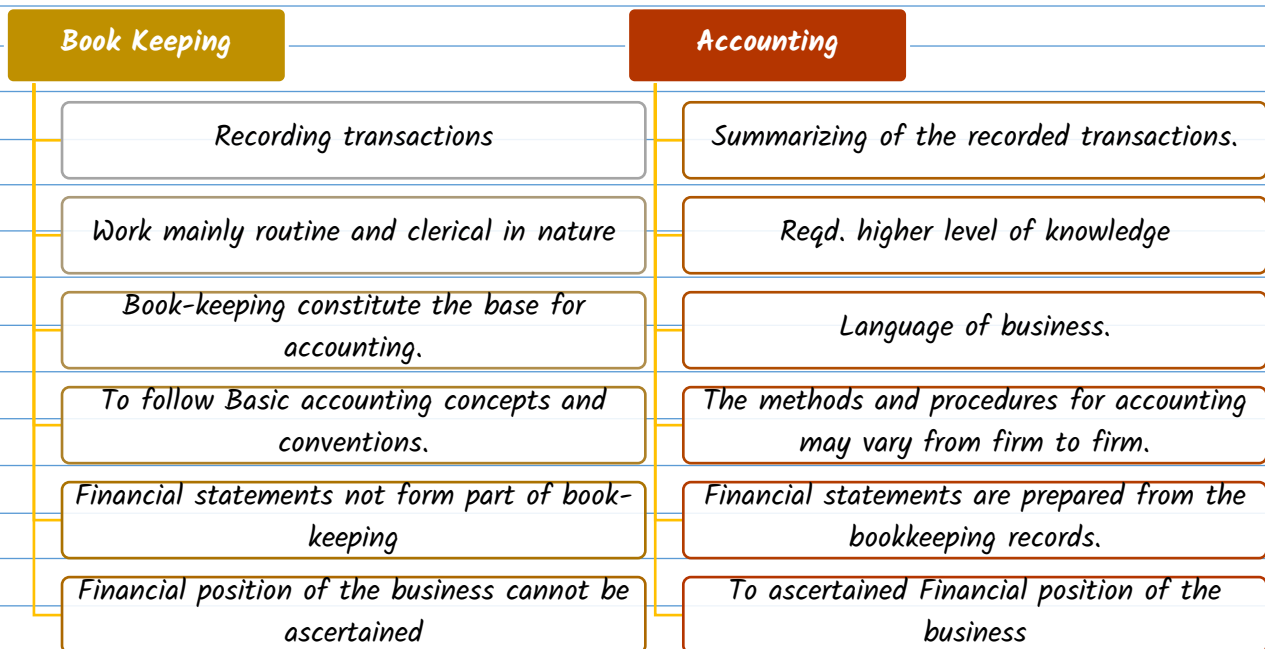 Book Keeping
Recording transactions
Work mainly routine and clerical in nature
Book-keeping constitute the base for
accounting.
To follow Basic accounting concepts and
conventions.
Financial statements not form part of book-
keeping
Financial position of the business cannot be
ascertained
Accounting
Summarizing of the recorded transactions.
Reqd. higher level of knowledge
Language of business.
The methods and procedures for accounting
may vary from firm to firm.
Financial statements are prepared from the
bookkeeping records.
To ascertained Financial position of the
business